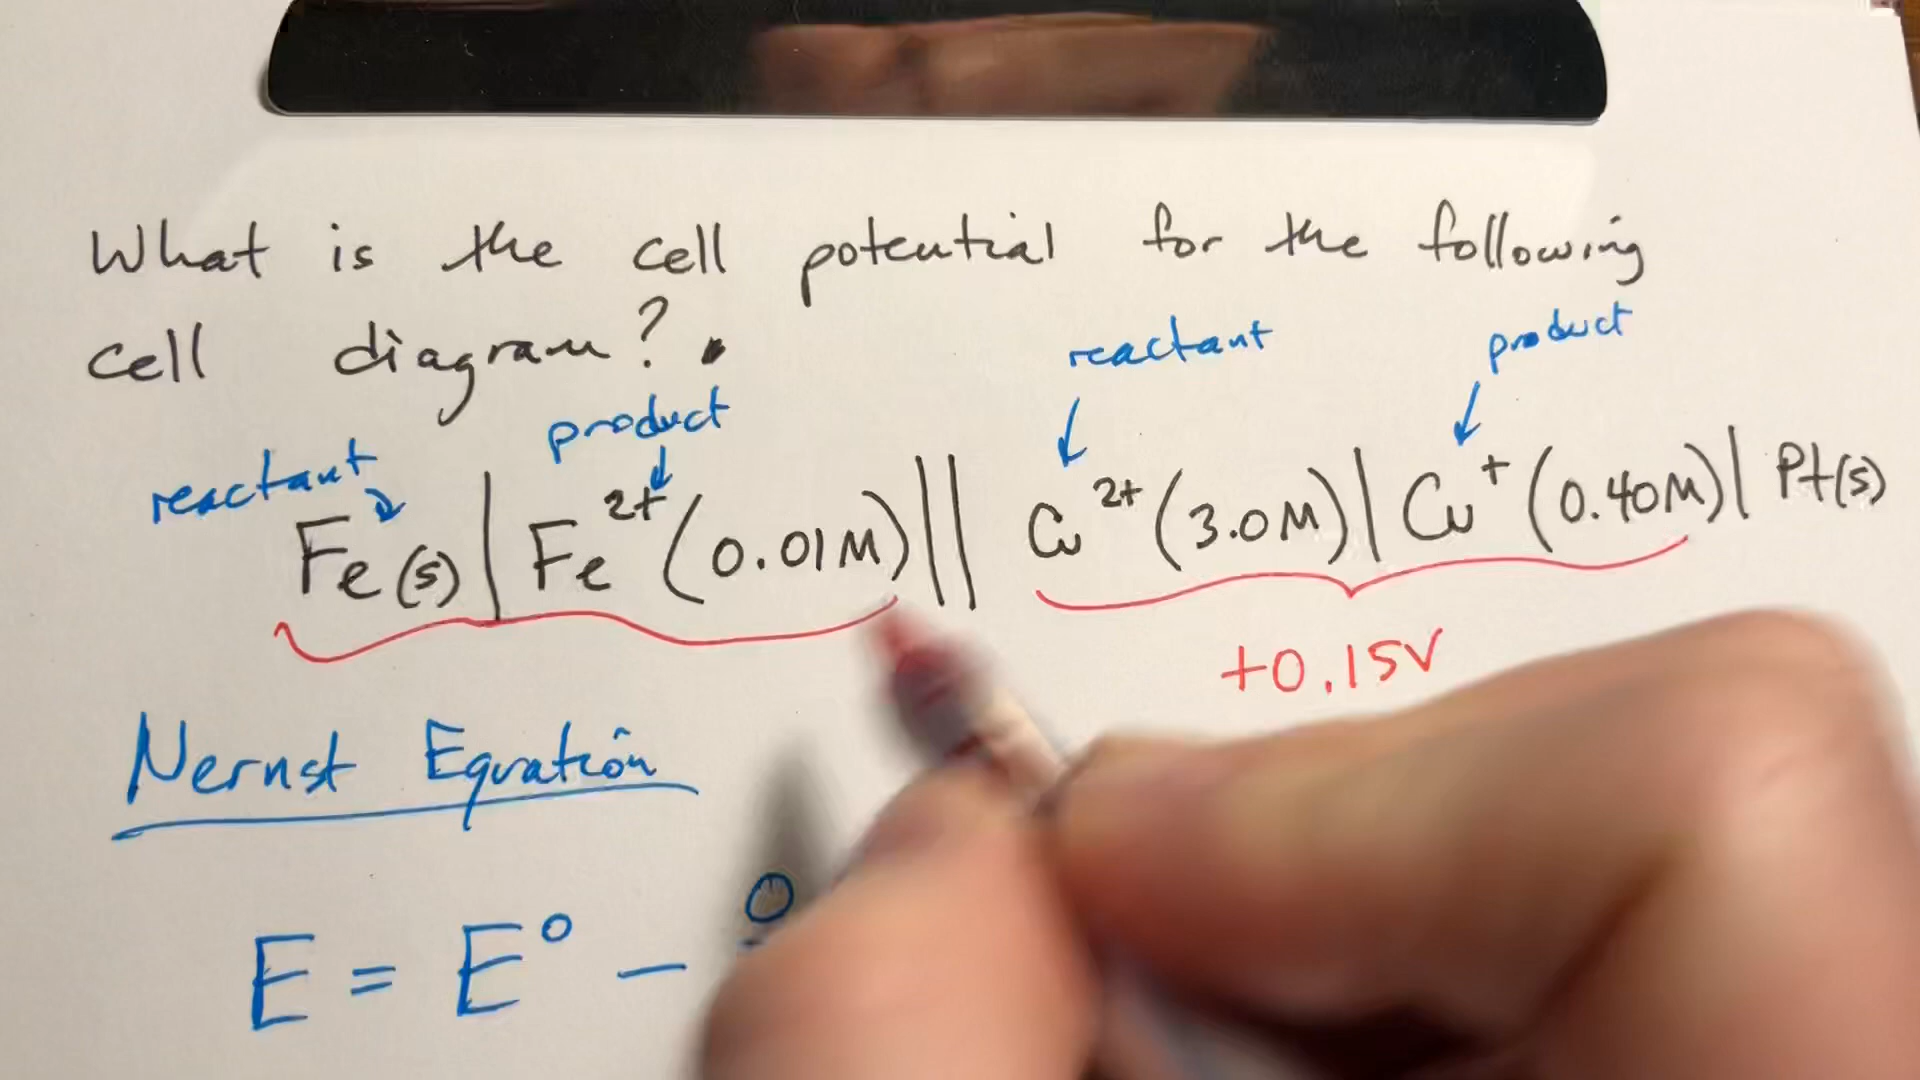 What is the cell potential for the following
cell diagram?
reactant
product
reactant
product
Fe(s) | Fe²⁺ (0.01M) || Cu²⁺ (3.0M) | Cu⁺ (0.40M) | Pt(s)
+0.15V
Nernst Equation
E = E° - 0